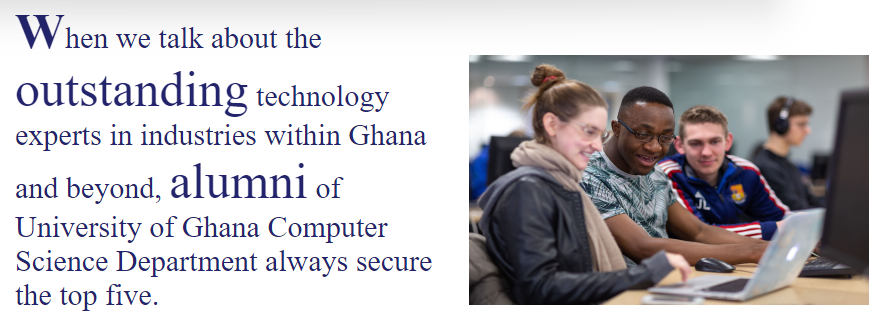 When we talk about the
outstanding technology
experts in industries within Ghana
and beyond, alumni of
University of Ghana Computer
Science Department always secure
the top five.
JL